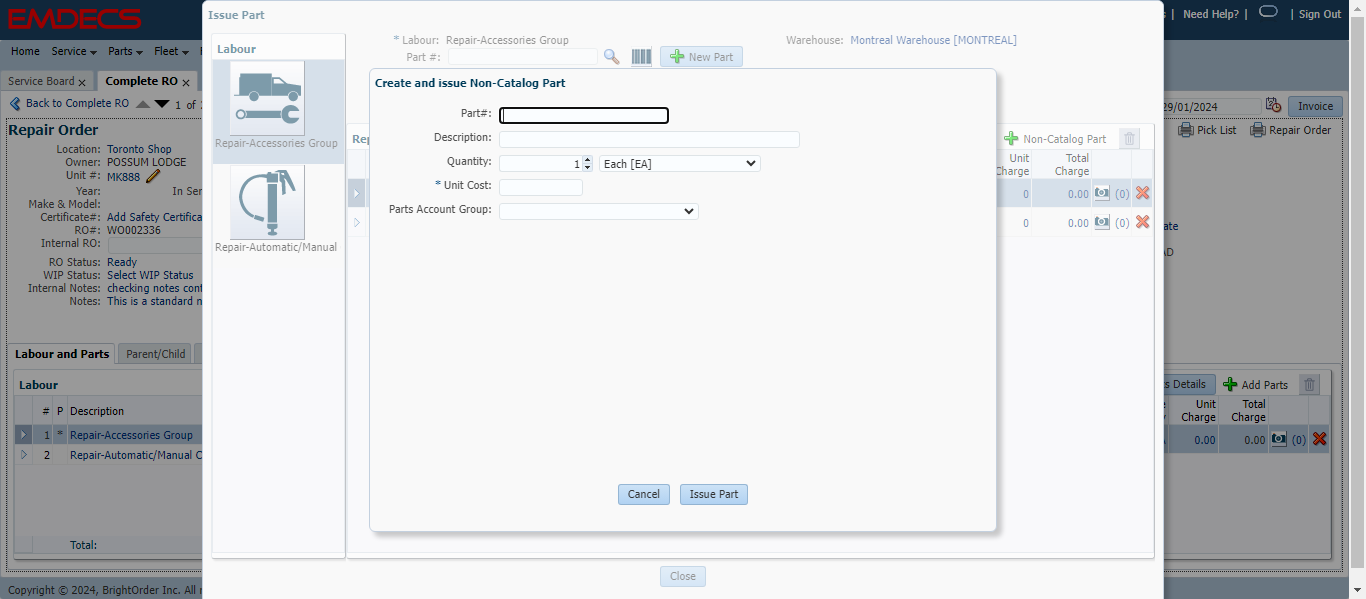 EMDECS
Need Help? | | Sign Out
Home Service Parts Fleet
Service Board x Complete RO x
Back to Complete RO 1 of
29/01/2024 Invoice
Repair Order
Pick List Repair Order
Location: Toronto Shop
Owner: POSSUM LODGE
Unit #: MK888
Year: In Ser
Make & Model:
Certificate#: Add Safety Certifica
RO#: WO002336
Internal RO:
RO Status: Ready
WIP Status: Select WIP Status
Internal Notes: checking notes cont
Notes: This is a standard n
Labour and Parts Parent/Child
Labour
# P Description
1 * Repair-Accessories Group
2 Repair-Automatic/Manual C
Total:
s Details Add Parts
Unit Charge Total Charge
0.00 0.00 (0)
Copyright © 2024, BrightOrder Inc. All r
Issue Part
Labour
Repair-Accessories Group
Repair-Automatic/Manual
* Labour: Repair-Accessories Group
Warehouse: Montreal Warehouse [MONTREAL]
Part #: New Part
Non-Catalog Part
Unit Charge Total Charge
0 0.00 (0)
0 0.00 (0)
Create and issue Non-Catalog Part
Part#:
Description:
Quantity: 1 Each [EA]
* Unit Cost:
Parts Account Group:
Cancel Issue Part
Close